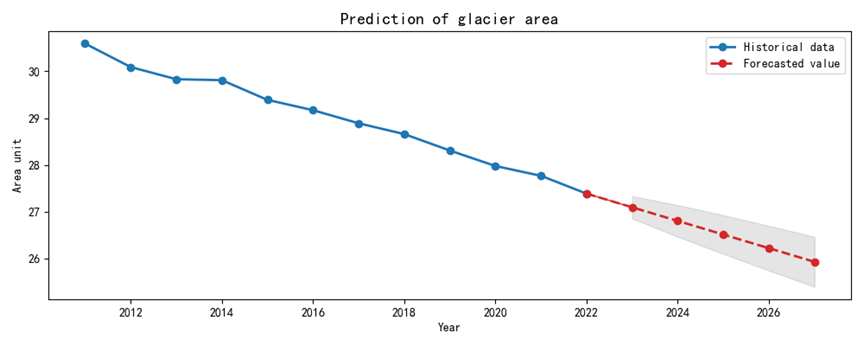 Prediction of glacier area
Historical data
Forecasted value
30
29
28
27
26
Area unit
2012 2014 2016 2018 2020 2022 2024 2026
Year